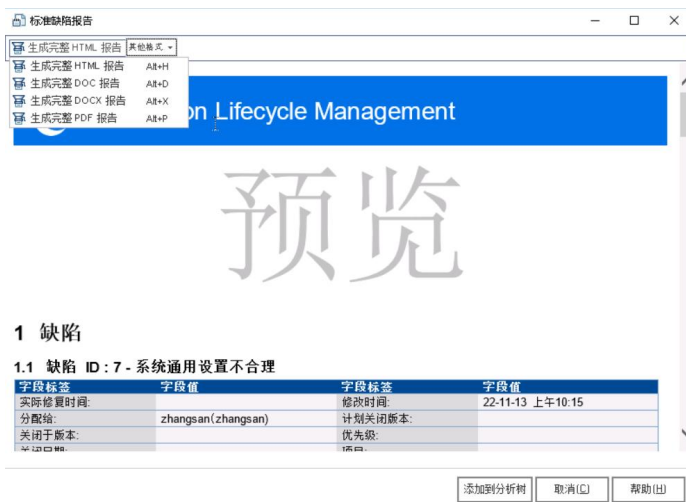 标准缺陷报告
生成完整 HTML 报告 其他格式
生成完整 HTML 报告 Alt+H
生成完整 DOC 报告 Alt+D
生成完整 DOCX 报告 Alt+X
生成完整 PDF 报告 Alt+P
on Lifecycle Management
预览
1 缺陷
1.1 缺陷 ID : 7 - 系统通用设置不合理
字段标签 字段值 字段标签 字段值
实际修复时间: 修改时间: 22-11-13 上午10:15
分配给: zhangsan(zhangsan) 计划关闭版本:
关闭于版本: 优先级:
关闭日期: 项目:
添加到分析树 取消(C) 帮助(H)